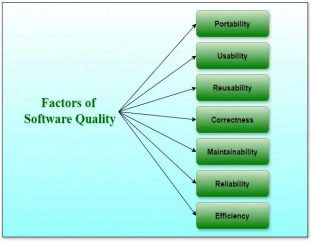 Factors of
Software Quality
Portability
Usability
Reusability
Correctness
Maintainability
Reliability
Efficiency